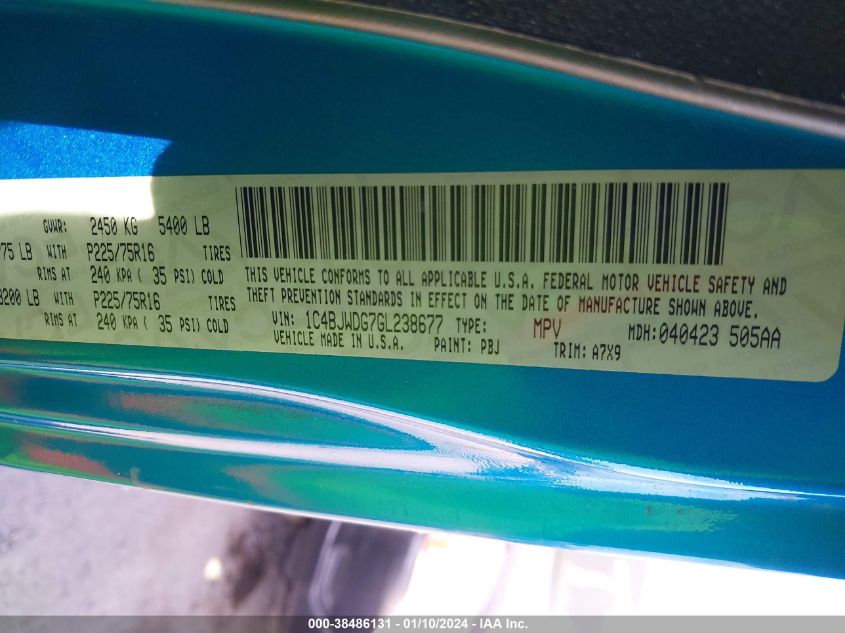 GVWR: 2450 KG 5400 LB
75 LB WITH P225/75R16 TIRES
RIMS AT 240 KPA ( 35 PSI) COLD
3200 LB WITH P225/75R16 TIRES
RIMS AT 240 KPA ( 35 PSI) COLD
THIS VEHICLE CONFORMS TO ALL APPLICABLE U.S.A. FEDERAL MOTOR VEHICLE SAFETY AND
THEFT PREVENTION STANDARDS IN EFFECT ON THE DATE OF MANUFACTURE SHOWN ABOVE.
VIN: 1C4BJWDG7GL238677 TYPE: MPV MDH: 040423 505AA
VEHICLE MADE IN U.S.A. PAINT: PBJ TRIM: A7X9
000-38486131 - 01/10/2024 - IAA Inc.